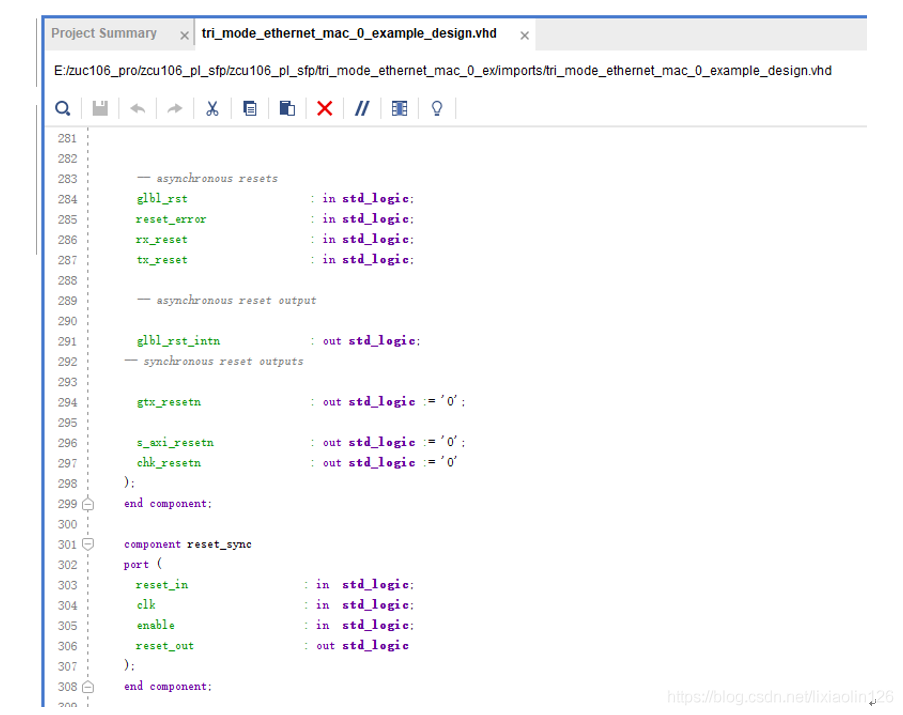 Project Summary × tri_mode_ethernet_mac_0_example_design.vhd ×
E:/zuc106_pro/zcu106_pl_sfp/zcu106_pl_sfp/tri_mode_ethernet_mac_0_ex/imports/tri_mode_ethernet_mac_0_example_design.vhd
281
282
283 -- asynchronous resets
284 glbl_rst : in std_logic;
285 reset_error : in std_logic;
286 rx_reset : in std_logic;
287 tx_reset : in std_logic;
288
289 -- asynchronous reset output
290
291 glbl_rst_intn : out std_logic;
292 -- synchronous reset outputs
293
294 gtx_resetn : out std_logic := '0';
295
296 s_axi_resetn : out std_logic := '0';
297 chk_resetn : out std_logic := '0'
298 );
299 end component;
300
301 component reset_sync
302 port (
303 reset_in : in std_logic;
304 clk : in std_logic;
305 enable : in std_logic;
306 reset_out : out std_logic
307 );
308 end component;
309
https://blog.csdn.net/lixiaolin126